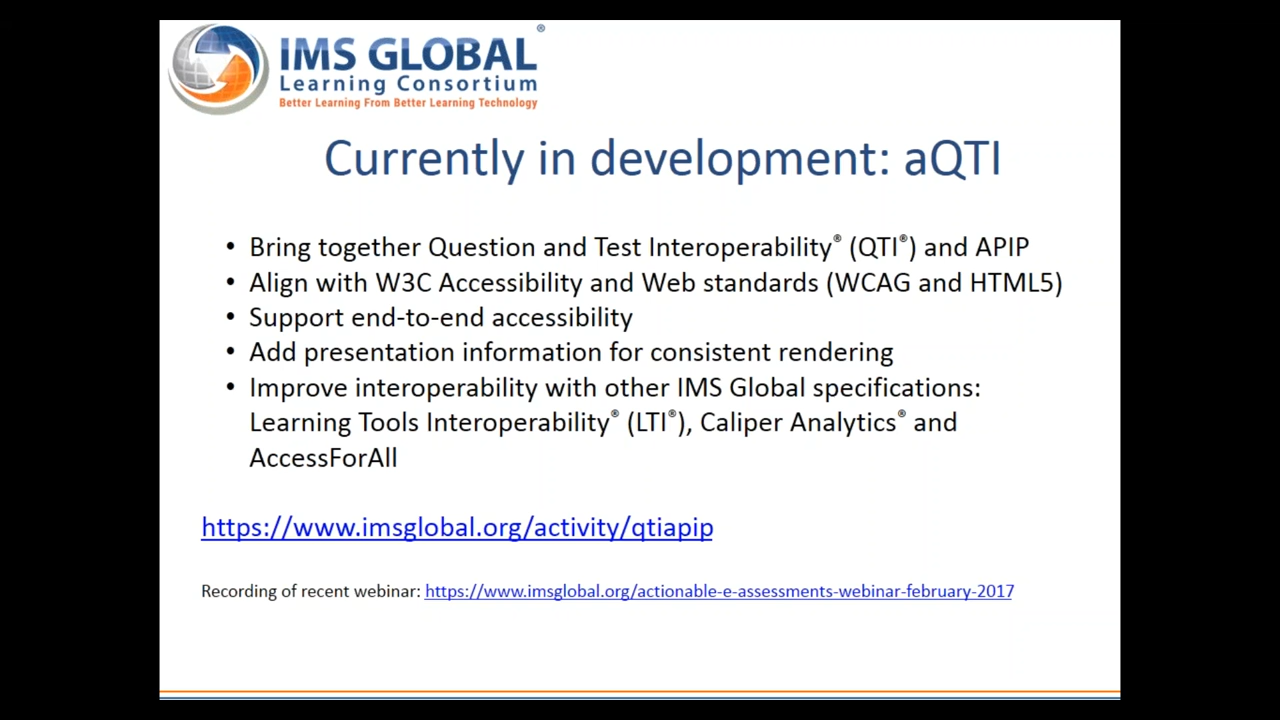 IMS GLOBAL®
Learning Consortium
Better Learning From Better Learning Technology
Currently in development: aQTI
• Bring together Question and Test Interoperability® (QTI®) and APIP
• Align with W3C Accessibility and Web standards (WCAG and HTML5)
• Support end-to-end accessibility
• Add presentation information for consistent rendering
• Improve interoperability with other IMS Global specifications:
Learning Tools Interoperability® (LTI®), Caliper Analytics® and
AccessForAll
https://www.imsglobal.org/activity/qtiapip
Recording of recent webinar: https://www.imsglobal.org/actionable-e-assessments-webinar-february-2017